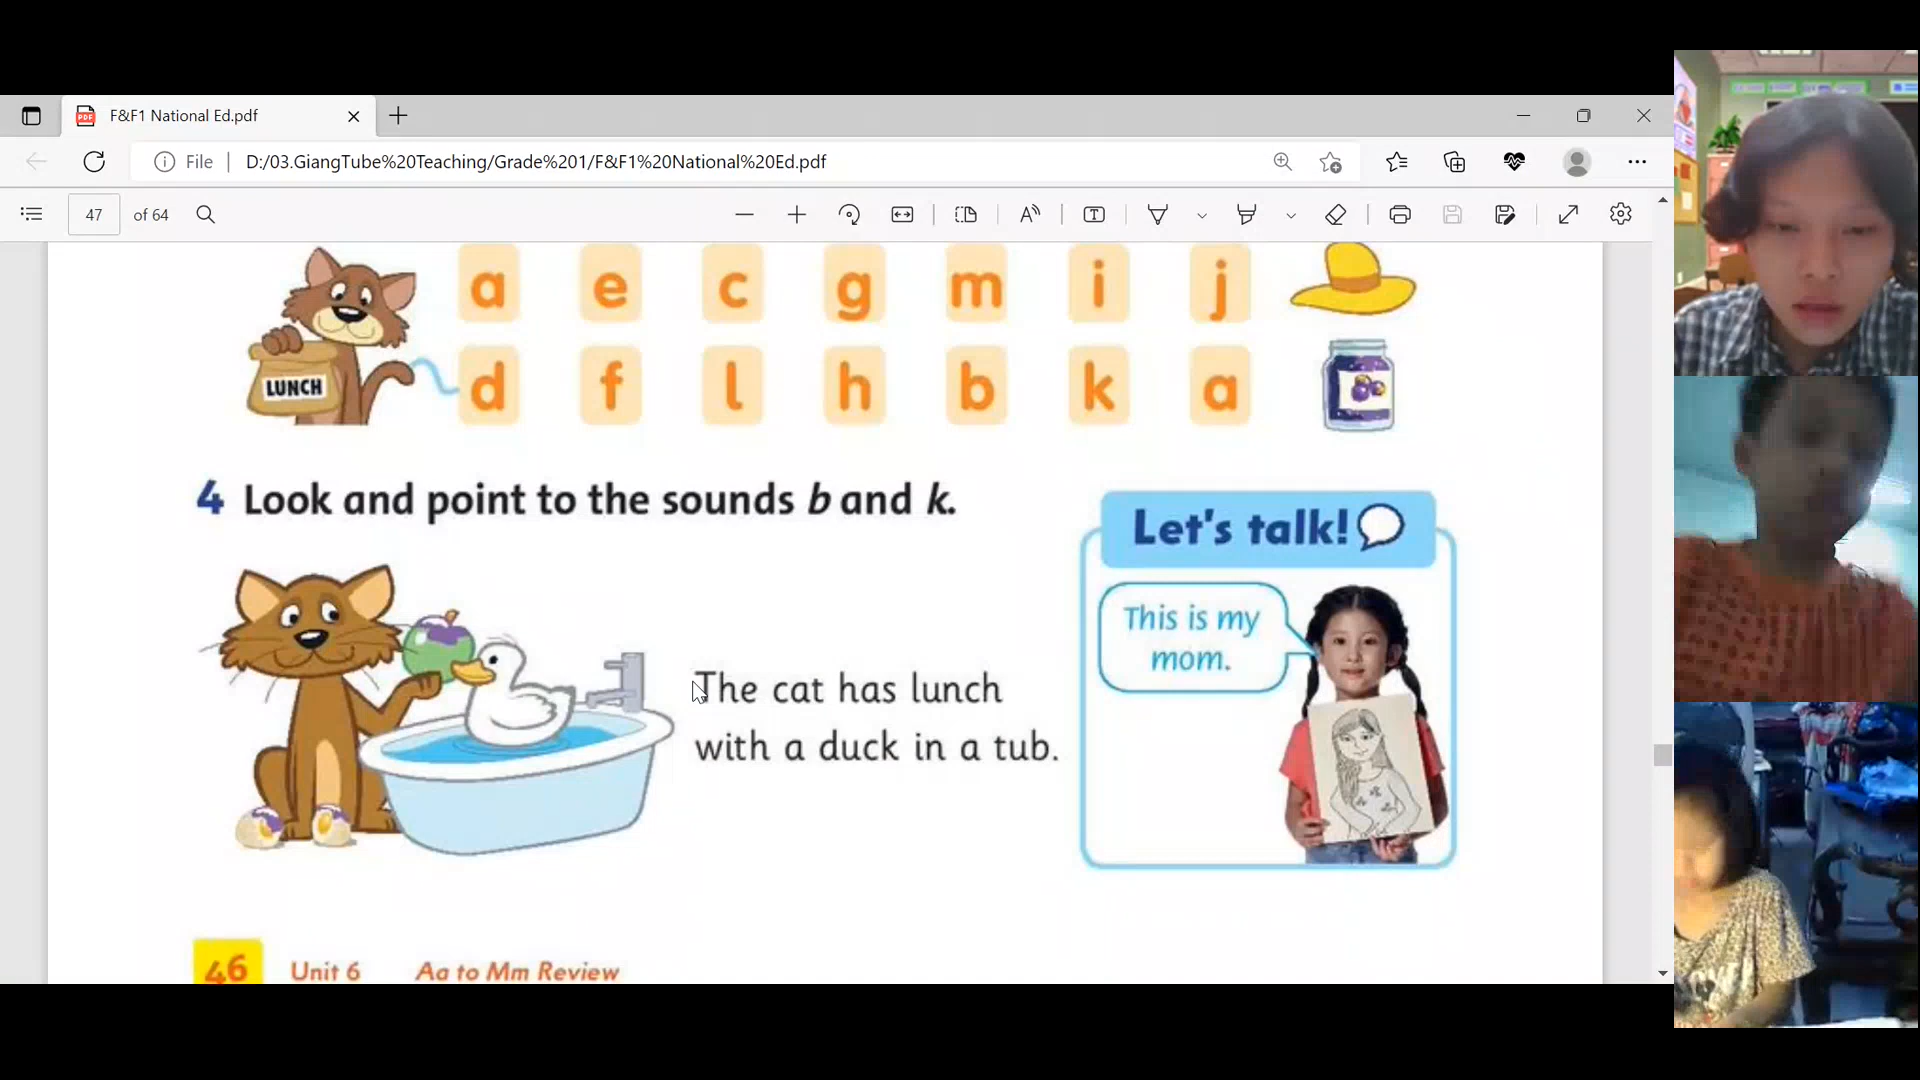 F&F1 National Ed.pdf
File D:/03.GiangTube%20Teaching/Grade%201/F&F1%20National%20Ed.pdf
47 of 64
a e c g m i j
LUNCH
d f l h b k a
4 Look and point to the sounds b and k.
The cat has lunch
with a duck in a tub.
Let's talk!
This is my
mom.
46 Unit 6 Aa to Mm Review